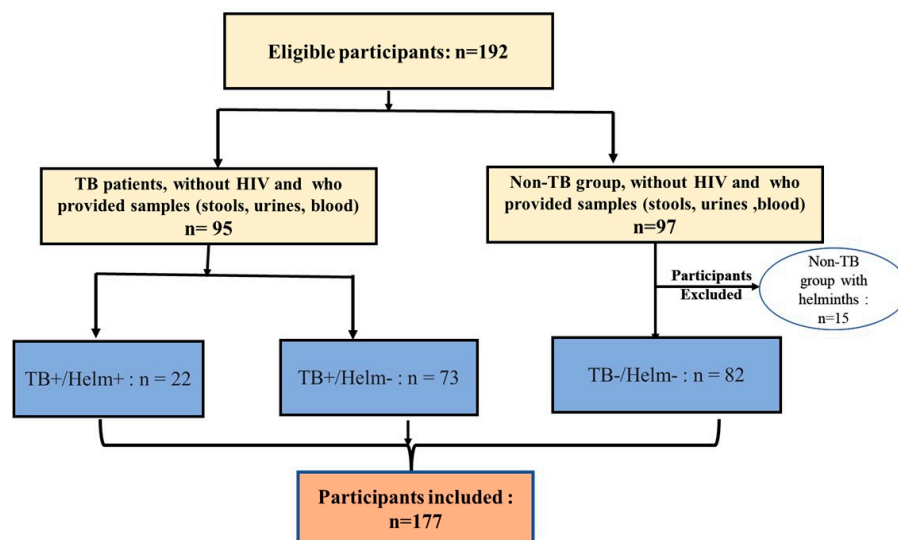 Eligible participants: n=192
TB patients, without HIV and who
provided samples (stools, urines, blood)
n= 95
Non-TB group, without HIV and who
provided samples (stools, urines ,blood)
n=97
Participants
Excluded
Non-TB
group with
helminths :
n=15
TB+/Helm+ : n = 22
TB+/Helm- : n = 73
TB-/Helm- : n = 82
Participants included :
n=177